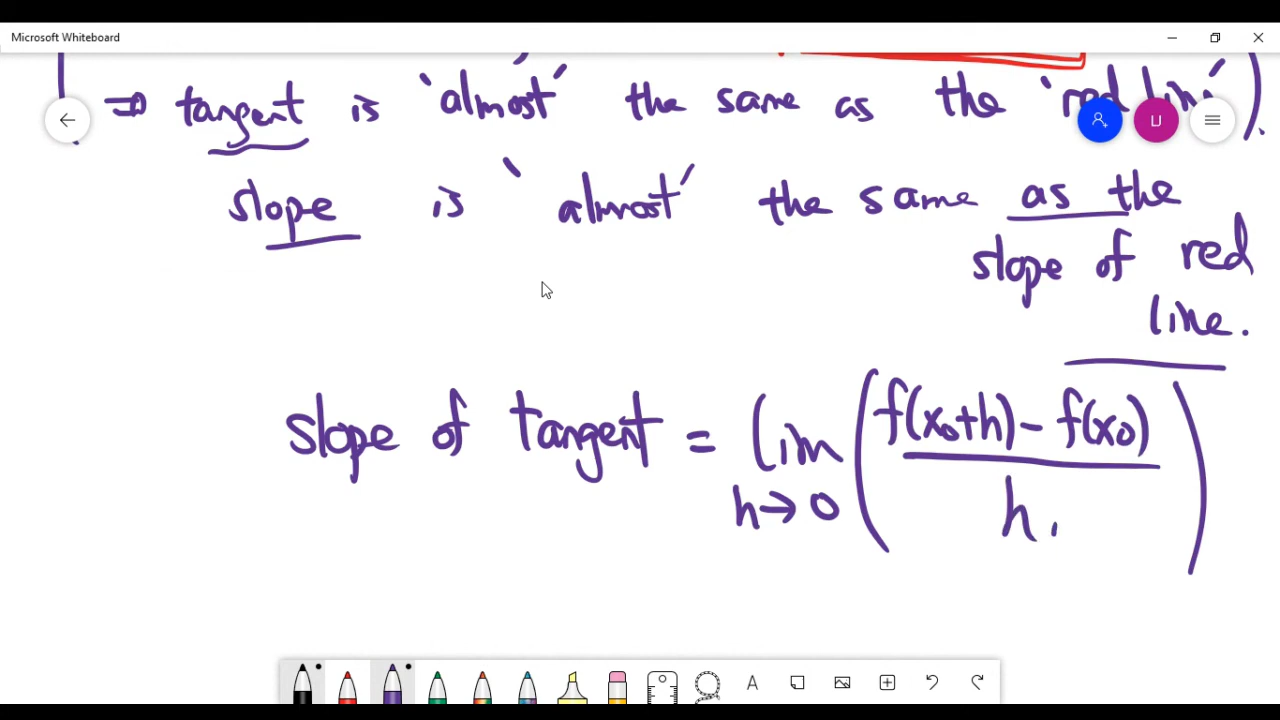 Microsoft Whiteboard
⇒ tangent is 'almost' the same as the 'red line' ).
slope is 'almost' the same as the
slope of red
line.
slope of tangent = lim h→0 ( f(x₀+h) - f(x₀) / h . )